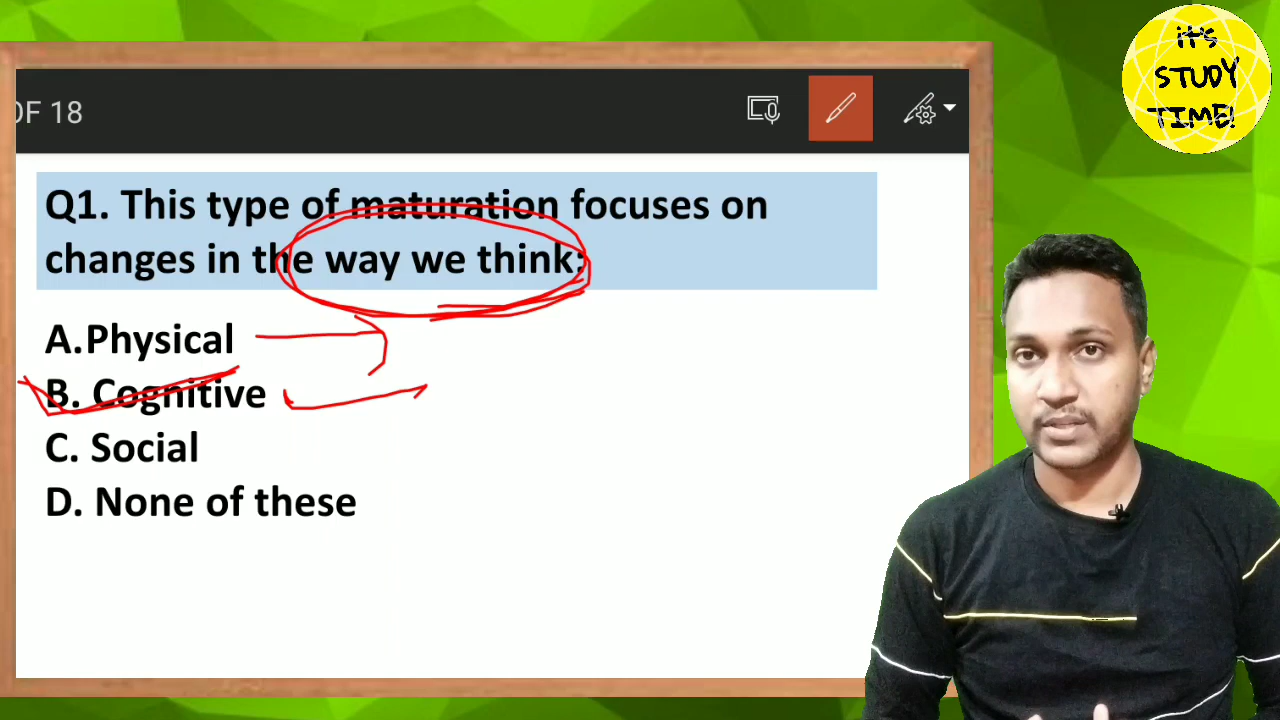 OF 18
it's
STUDY
TIME!
Q1. This type of maturation focuses on
changes in the way we think:
A.Physical
B. Cognitive
C. Social
D. None of these